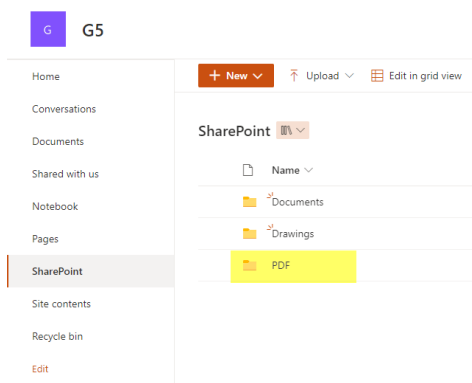 G
G5
Home
Conversations
Documents
Shared with us
Notebook
Pages
SharePoint
Site contents
Recycle bin
Edit
New
Upload
Edit in grid view
SharePoint
Name
Documents
Drawings
PDF